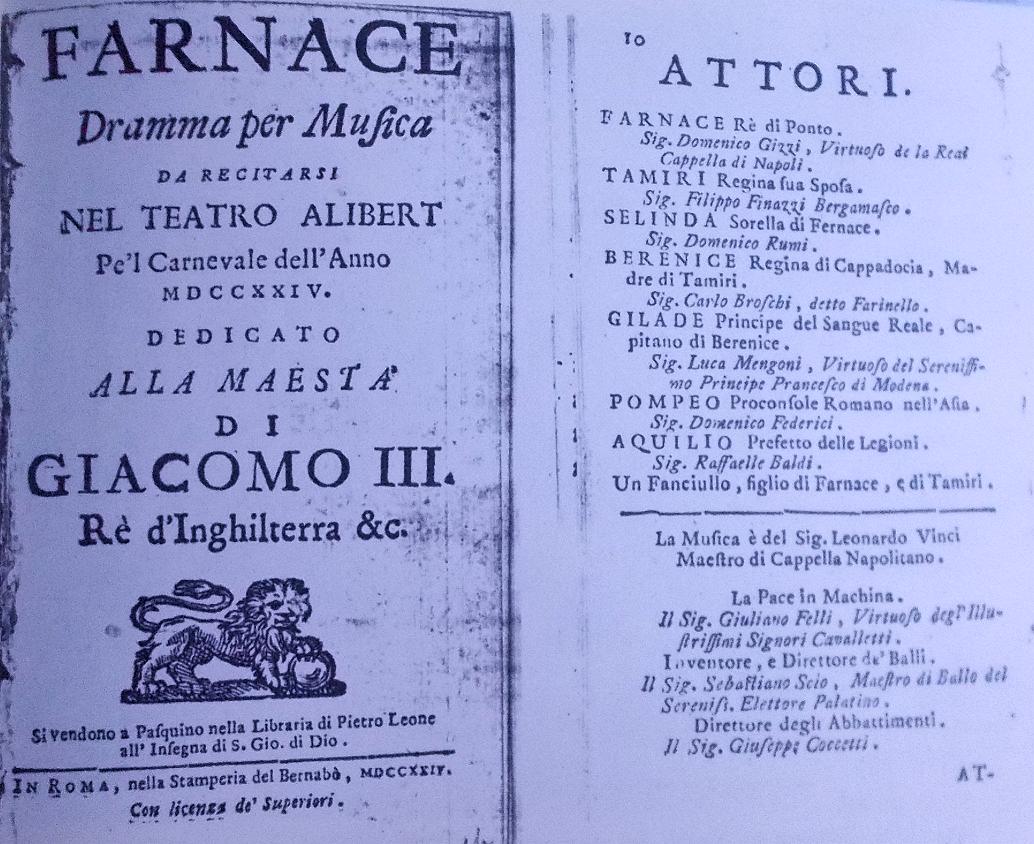 FARNACE
Dramma per Muſica
DA RECITARSI
NEL TEATRO ALIBERT
Pe'l Carnevale dell'Anno
MDCCXXIV.
DEDICATO
ALLA MAESTA'
DI
GIACOMO III.
Rè d'Inghilterra &c.
Si vendono a Paſquino nella Libraria di Pietro Leone
all' Inſegna di S. Gio. di Dio.
IN ROMA, nella Stamperia del Bernabò, MDCCXXIV.
Con licenza de' Superiori.
10
ATTORI.
FARNACE Rè di Ponto.
Sig. Domenico Gizzi, Virtuoſo de la Real
Cappella di Napoli.
TAMIRI Regina ſua Spoſa.
Sig. Filippo Finazzi Bergamaſco.
SELINDA Sorella di Fernace.
Sig. Domenico Rumi.
BERENICE Regina di Cappadocia, Ma-
dre di Tamiri.
Sig. Carlo Broſchi, detto Farinello.
GILADE Principe del Sangue Reale, Ca-
pitano di Berenice.
Sig. Luca Mengoni, Virtuoſo del Sereniſſi-
mo Principe Franceſco di Modena.
POMPEO Proconſole Romano nell'Aſia.
Sig. Domenico Federici.
AQUILIO Prefetto delle Legioni.
Sig. Raffaelle Baldi.
Un Fanciullo, figlio di Farnace, e di Tamiri.
La Muſica è del Sig. Leonardo Vinci
Maeſtro di Cappella Napolitano.
La Pace in Machina.
Il Sig. Giuliano Felli, Virtuoſo degl' Illu-
ſtriſſimi Signori Cavalletti.
Inventore, e Direttore de' Balli.
Il Sig. Sebaſtiano Scio, Maeſtro di Ballo del
Sereniſſ. Elettore Palatino.
Direttore degli Abbattimenti.
Il Sig. Giuſeppe Coccetti.
AT-